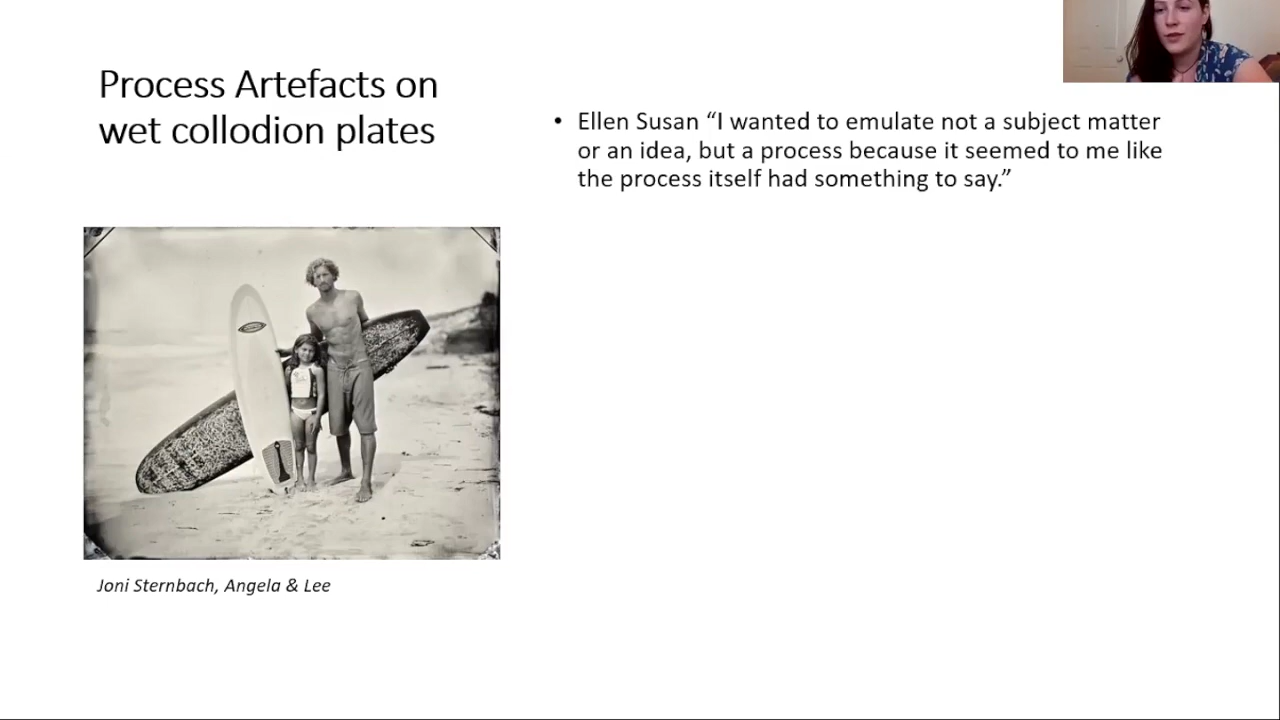 Process Artefacts on
wet collodion plates
• Ellen Susan “I wanted to emulate not a subject matter
or an idea, but a process because it seemed to me like
the process itself had something to say.”
Joni Sternbach, Angela & Lee